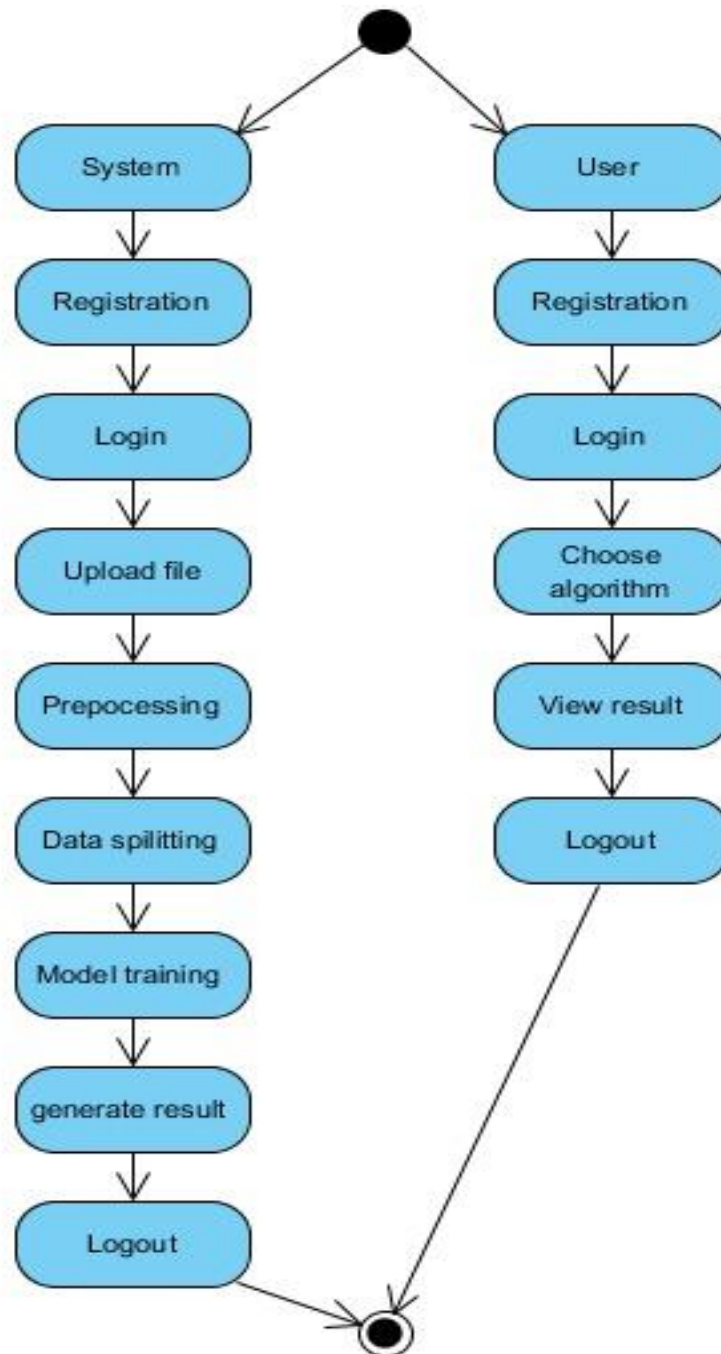 System
Registration
Login
Upload file
Prepocessing
Data spilitting
Model training
generate result
Logout
User
Registration
Login
Choose
algorithm
View result
Logout